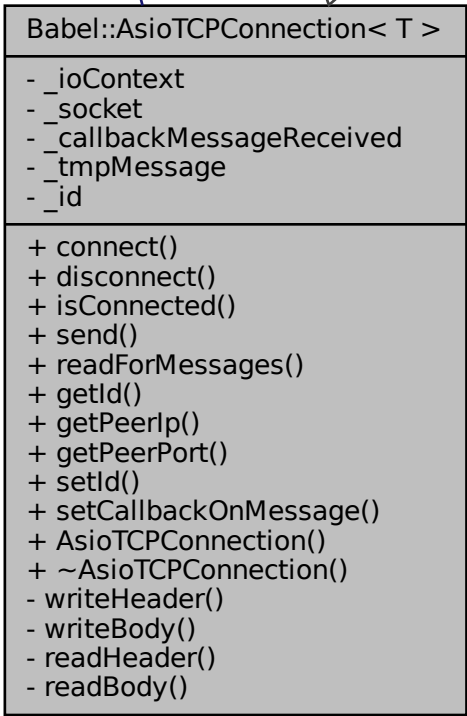 Babel::AsioTCPConnection< T >
- _ioContext
- _socket
- _callbackMessageReceived
- _tmpMessage
- _id
+ connect()
+ disconnect()
+ isConnected()
+ send()
+ readForMessages()
+ getId()
+ getPeerIp()
+ getPeerPort()
+ setId()
+ setCallbackOnMessage()
+ AsioTCPConnection()
+ ~AsioTCPConnection()
- writeHeader()
- writeBody()
- readHeader()
- readBody()